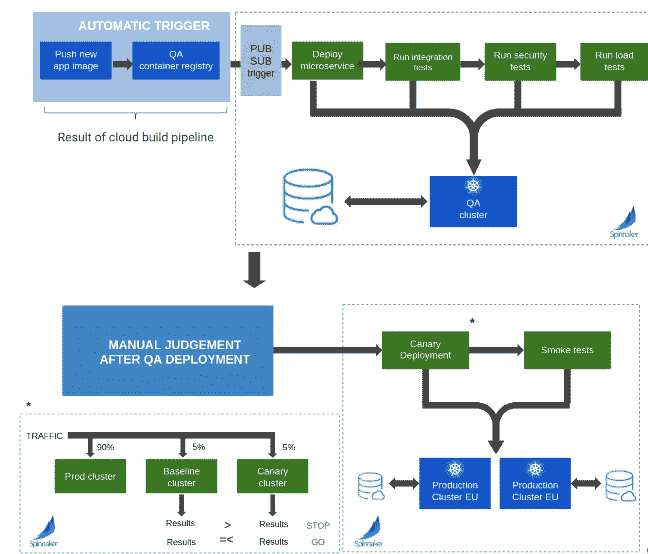 AUTOMATIC TRIGGER
Push new
app image
QA
container registry
PUB
SUB
trigger
Deploy
microservice
Run integration
tests
Run security
tests
Run load
tests
Result of cloud build pipeline
QA
cluster
Spinnaker
MANUAL JUDGEMENT
AFTER QA DEPLOYMENT
*
Canary
Deployment
Smoke tests
*
TRAFFIC
90%
5%
5%
Prod cluster
Baseline
cluster
Canary
cluster
Production
Cluster EU
Production
Cluster EU
Results > Results STOP
Results =< Results GO
Spinnaker
Spinnaker